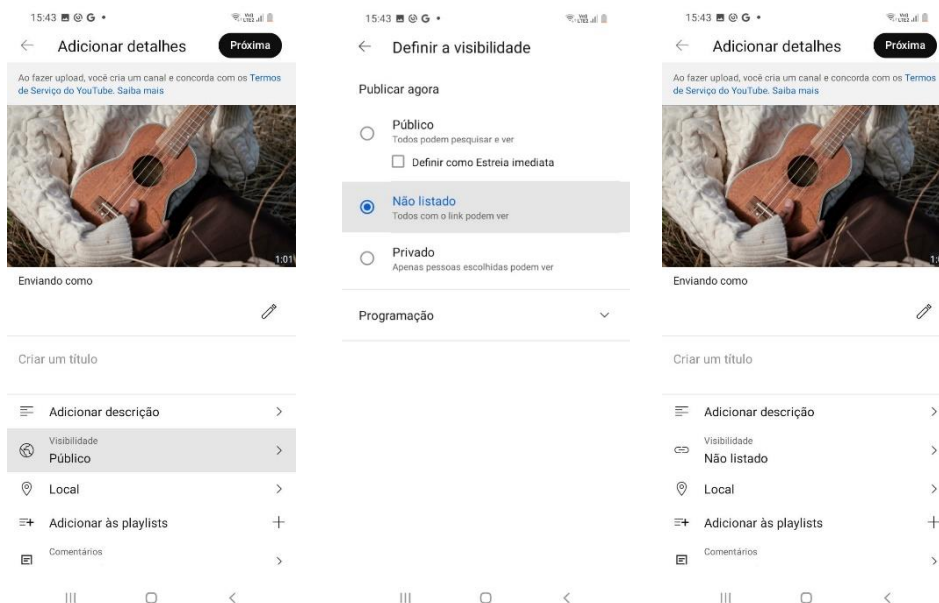 15:43
Adicionar detalhes
Próxima
Ao fazer upload, você cria um canal e concorda com os Termos
de Serviço do YouTube. Saiba mais
1:01
Enviando como
Criar um título
Adicionar descrição
Visibilidade
Público
Local
Adicionar às playlists
Comentários
15:43
Definir a visibilidade
Publicar agora
Público
Todos podem pesquisar e ver
Definir como Estreia imediata
Não listado
Todos com o link podem ver
Privado
Apenas pessoas escolhidas podem ver
Programação
15:43
Adicionar detalhes
Próxima
Ao fazer upload, você cria um canal e concorda com os Termos
de Serviço do YouTube. Saiba mais
Enviando como
Criar um título
Adicionar descrição
Visibilidade
Não listado
Local
Adicionar às playlists
Comentários